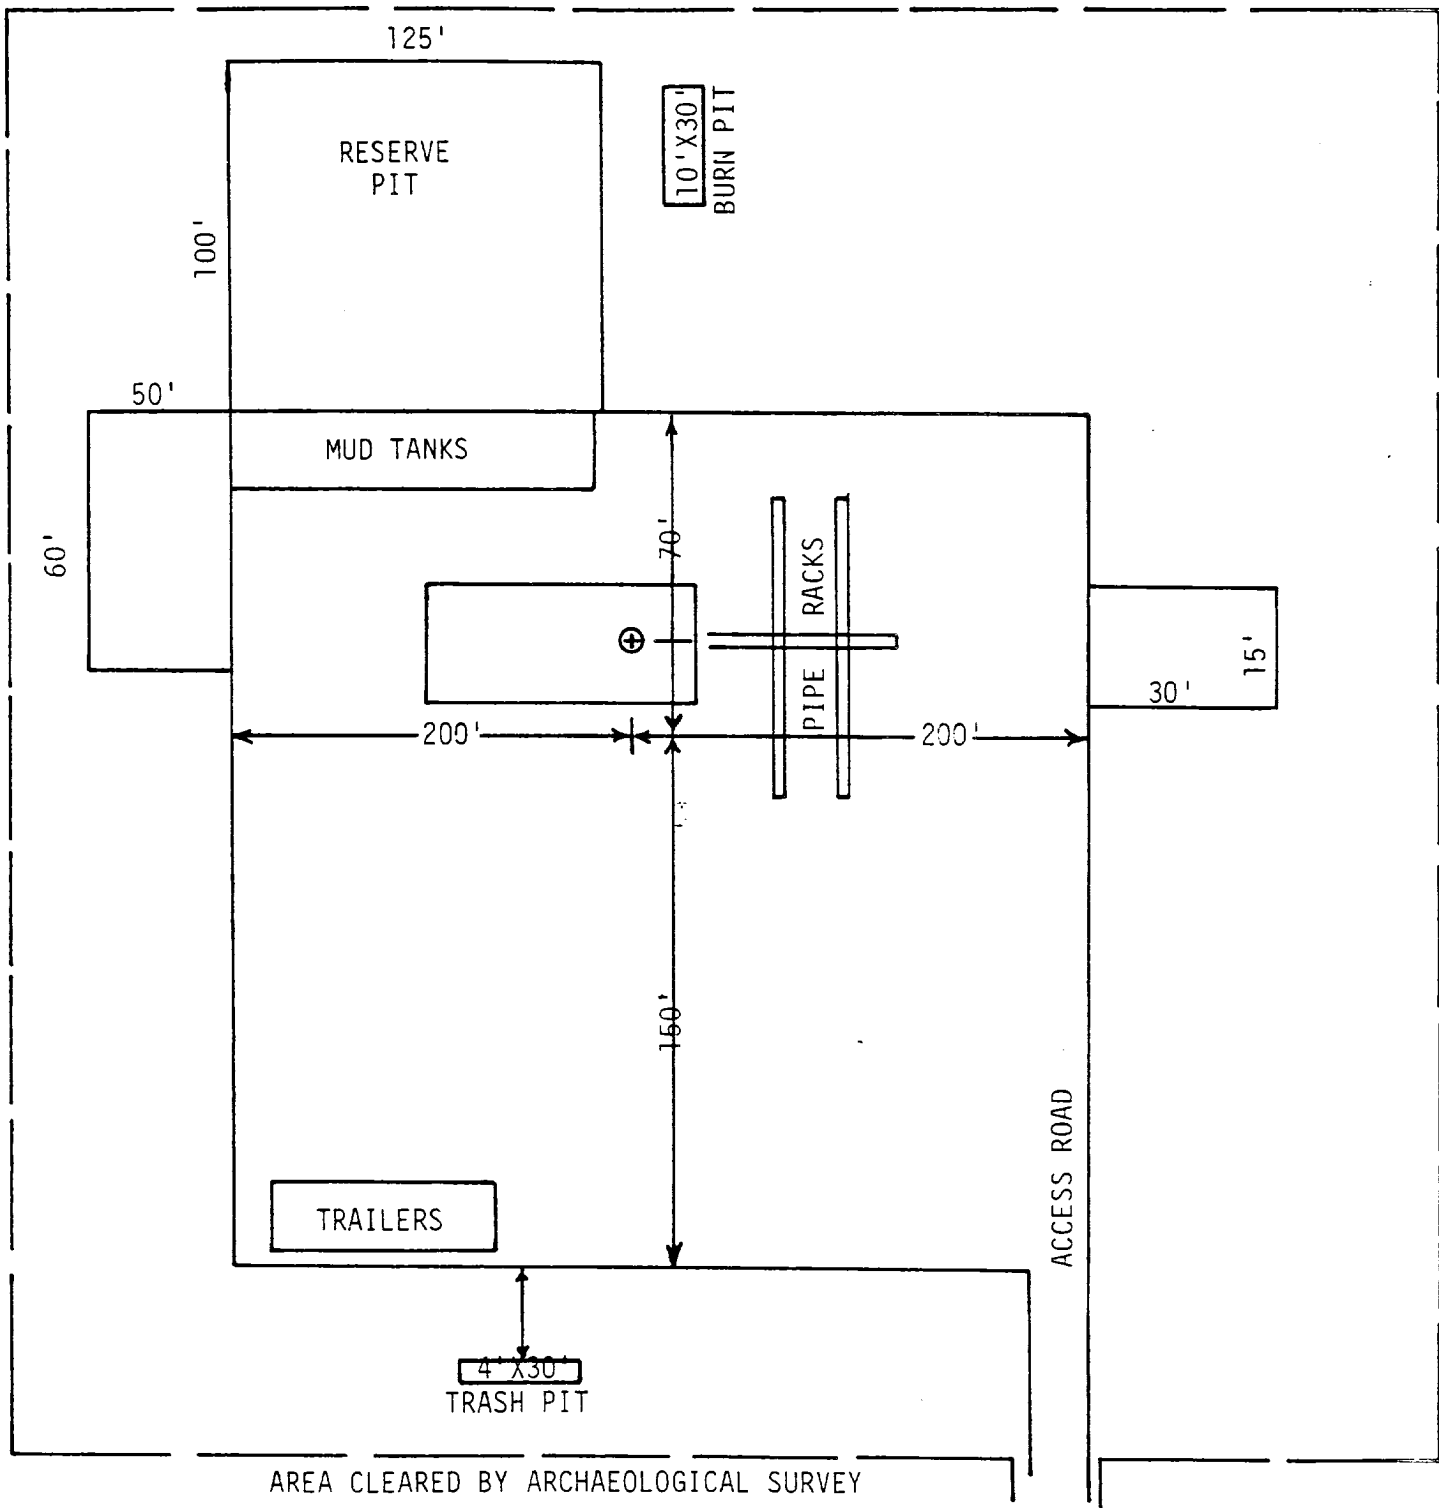 125'
RESERVE
PIT
100'
10'X30'
BURN PIT
50'
MUD TANKS
60'
70'
PIPE RACKS
15'
30'
200'
200'
150'
ACCESS ROAD
TRAILERS
4'X30'
TRASH PIT
AREA CLEARED BY ARCHAEOLOGICAL SURVEY